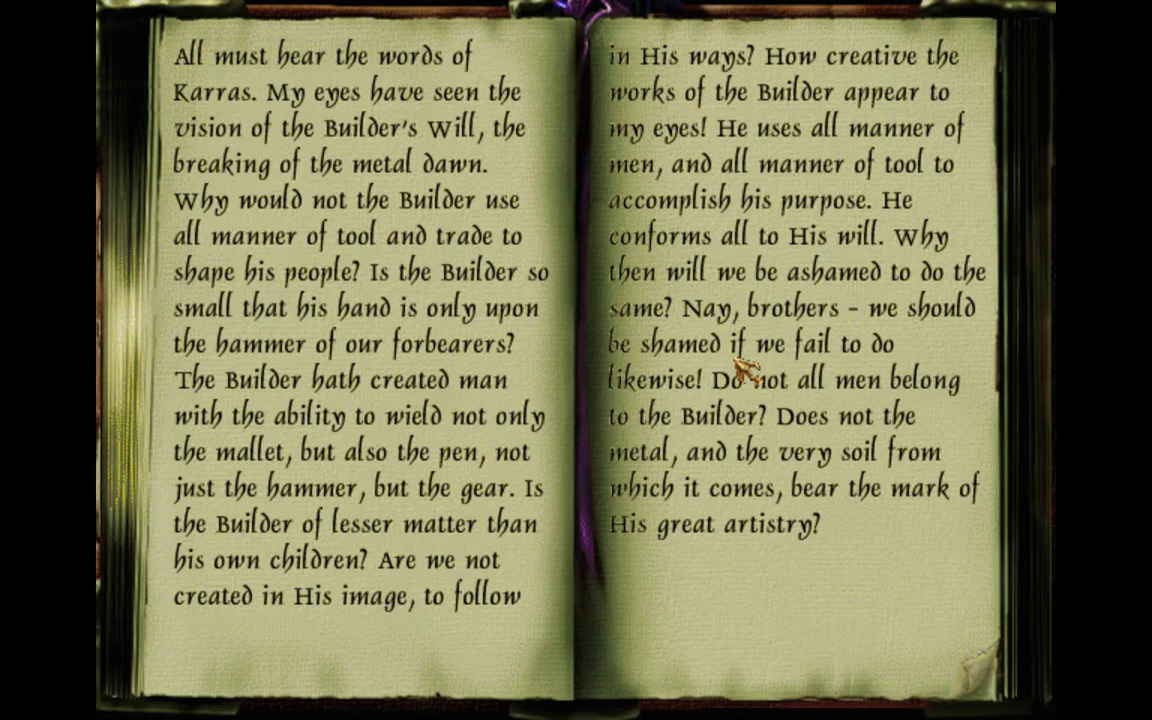 All must hear the words of
Karras. My eyes have seen the
vision of the Builder's Will, the
breaking of the metal dawn.
Why would not the Builder use
all manner of tool and trade to
shape his people? Is the Builder so
small that his hand is only upon
the hammer of our forbearers?
The Builder hath created man
with the ability to wield not only
the mallet, but also the pen, not
just the hammer, but the gear. Is
the Builder of lesser matter than
his own children? Are we not
created in His image, to follow
in His ways? How creative the
works of the Builder appear to
my eyes! He uses all manner of
men, and all manner of tool to
accomplish his purpose. He
conforms all to His will. Why
then will we be ashamed to do the
same? Nay, brothers - we should
be shamed if we fail to do
likewise! Do not all men belong
to the Builder? Does not the
metal, and the very soil from
which it comes, bear the mark of
His great artistry?